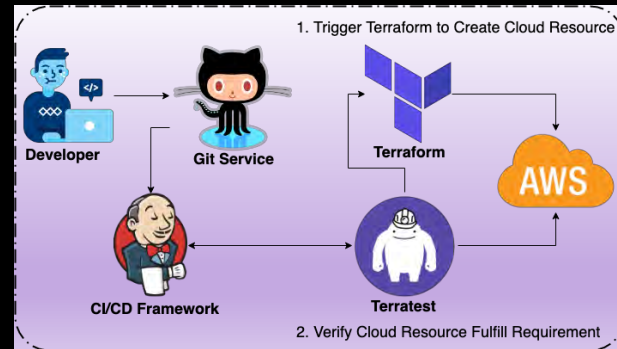 1. Trigger Terraform to Create Cloud Resource
</>
Developer
Git Service
Terraform
AWS
CI/CD Framework
Terratest
2. Verify Cloud Resource Fulfill Requirement